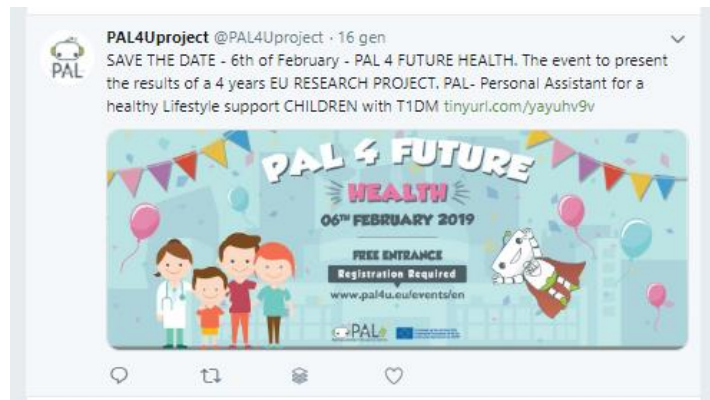 PAL4Uproject @PAL4Uproject · 16 gen
SAVE THE DATE - 6th of February - PAL 4 FUTURE HEALTH. The event to present
the results of a 4 years EU RESEARCH PROJECT. PAL- Personal Assistant for a
healthy Lifestyle support CHILDREN with T1DM tinyurl.com/yayuhv9v
PAL
PAL 4 FUTURE
HEALTH
06TH FEBRUARY 2019
FREE ENTRANCE
Registration Required
www.pal4u.eu/events/en
PAL